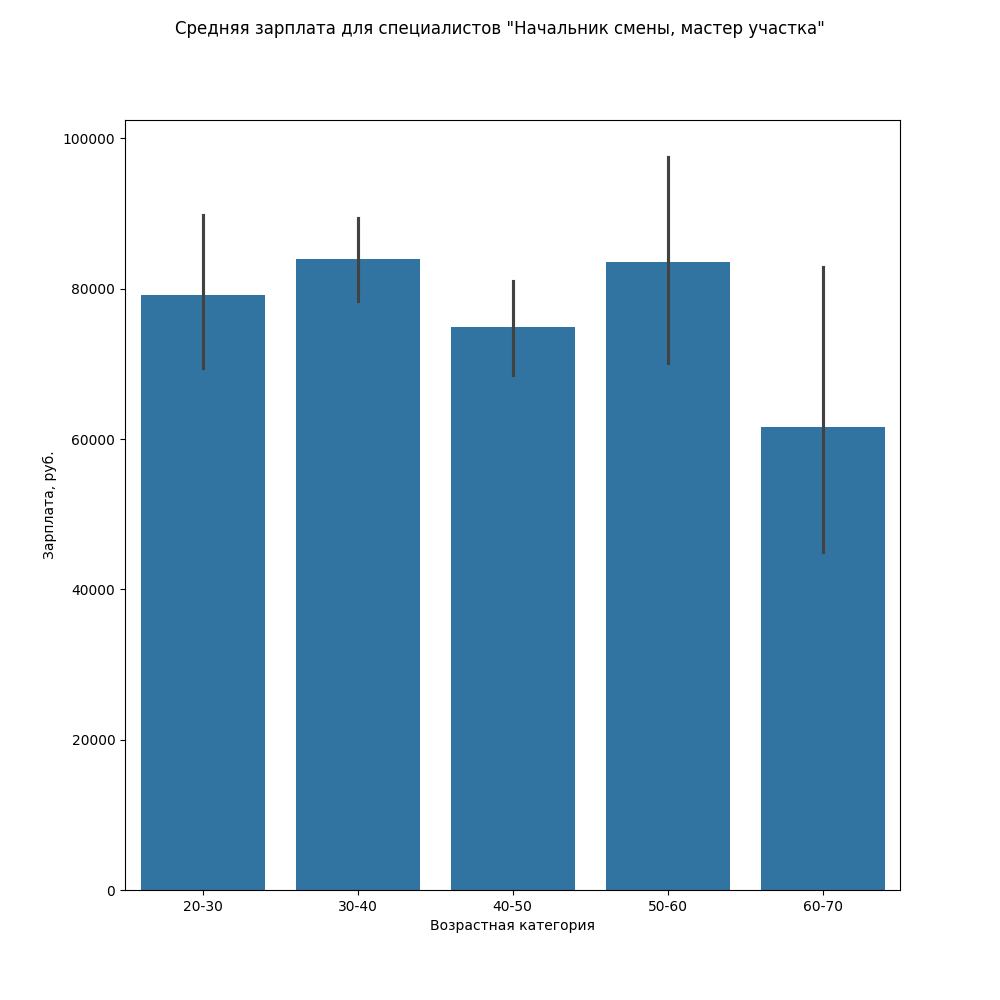 Средняя зарплата для специалистов "Начальник смены, мастер участка"
100000
80000
60000
40000
20000
0
Зарплата, руб.
20-30 30-40 40-50 50-60 60-70
Возрастная категория